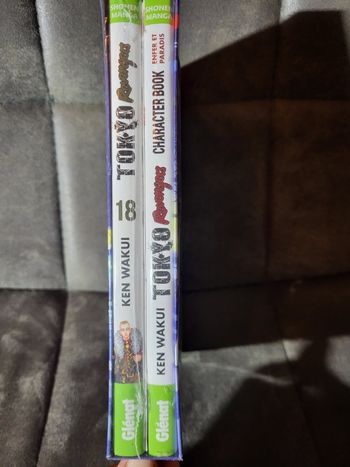 SHONEN
MANGA
TOKYO Revengers
18
KEN WAKUI
Glénat
SHONEN
MANGA
ENFER ET
PARADIS
CHARACTER BOOK
TOKYO Revengers
KEN WAKUI
Glénat